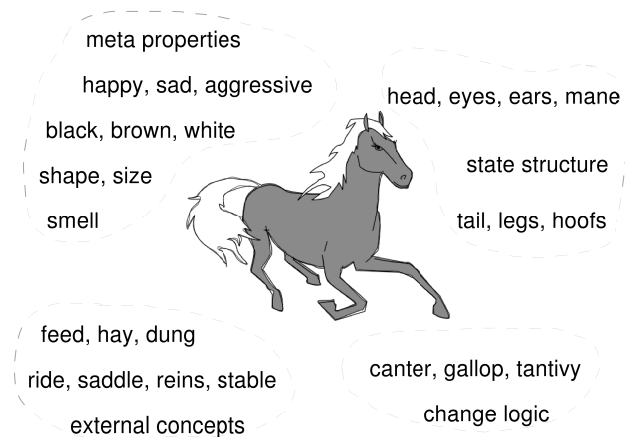 meta properties
happy, sad, aggressive
black, brown, white
shape, size
smell
head, eyes, ears, mane
state structure
tail, legs, hoofs
feed, hay, dung
ride, saddle, reins, stable
external concepts
canter, gallop, tantivy
change logic